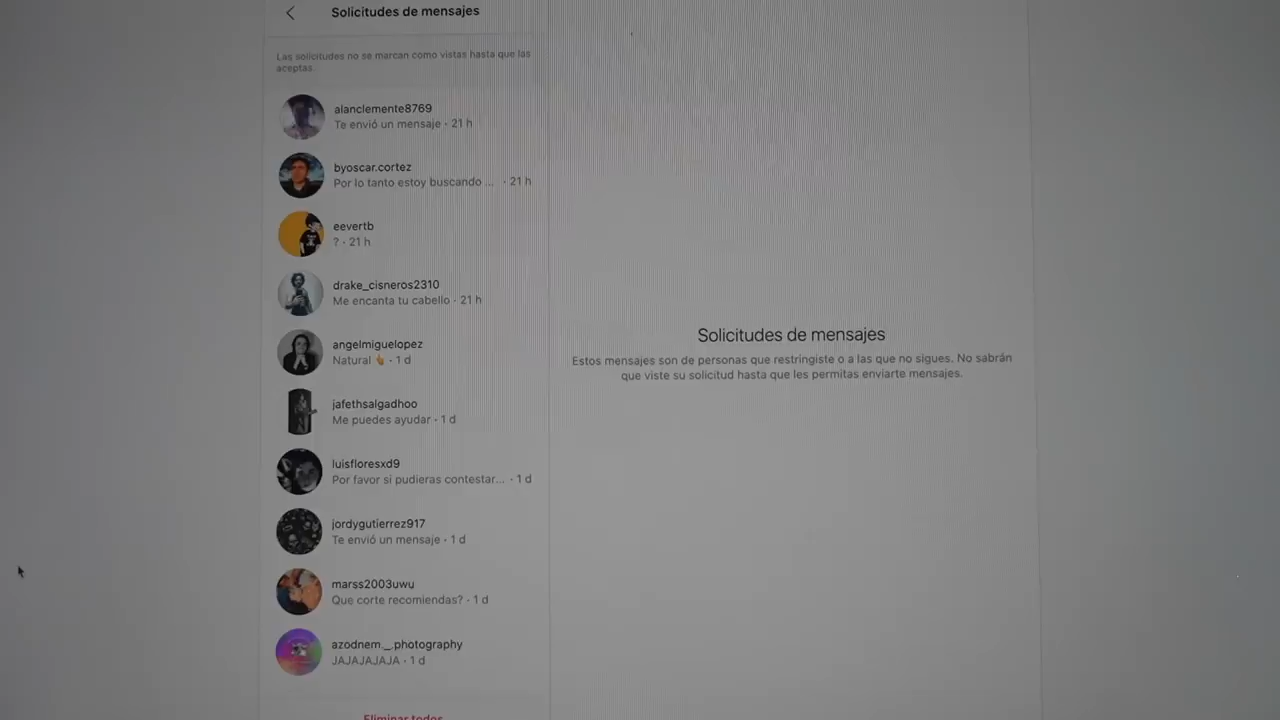 Solicitudes de mensajes
Las solicitudes no se marcan como vistas hasta que las
aceptas.
alanclemente8769
Te envió un mensaje · 21 h
byoscar.cortez
Por lo tanto estoy buscando ... · 21 h
eevertb
? · 21 h
drake_cisneros2310
Me encanta tu cabello · 21 h
angelmiguelopez
Natural 🤙 · 1 d
jafethsalgadhoo
Me puedes ayudar · 1 d
luisfloresxd9
Por favor si pudieras contestar... · 1 d
jordygutierrez917
Te envió un mensaje · 1 d
marss2003uwu
Que corte recomiendas? · 1 d
azodnem._.photography
JAJAJAJAJA · 1 d
Eliminar todos
Solicitudes de mensajes
Estos mensajes son de personas que restringiste o a las que no sigues. No sabrán
que viste su solicitud hasta que les permitas enviarte mensajes.